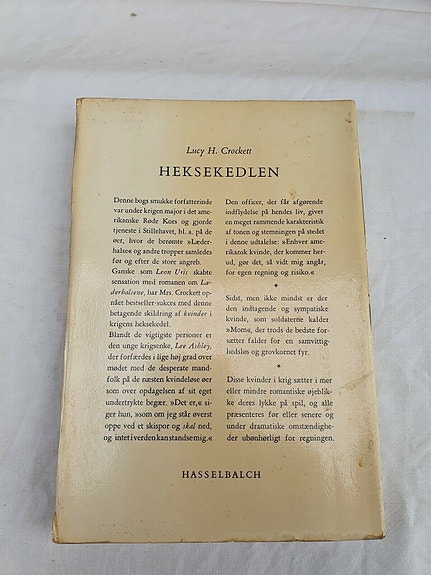 Lucy H. Crockett
HEKSEKEDLEN
Denne bogs smukke forfatterinde
var under krigen major i det ame-
rikanske Røde Kors og gjorde
tjeneste i Stillehavet, bl. a. på de
øer, hvor de berømte »Læder-
halse« og andre tropper samledes
før og efter de store angreb.
Ganske som Leon Uris skabte
sensation med romanen om Læ-
derhalsene, har Mrs. Crockett op-
nået bestseller-sukces med denne
betagende skildring af kvinder i
krigens heksekedel.
Blandt de vigtigste personer er
den unge krigsenke, Lee Ashley,
der forfærdes i lige høj grad over
mødet med de desperate mand-
folk på de næsten kvindeløse øer
som over opdagelsen af sit eget
undertrykte begær. »Det er,« si-
ger hun, »som om jeg står øverst
oppe ved et skispor og skal ned,
og intet i verden kan standse mig.«
Den officer, der får afgørende
indflydelse på hendes liv, giver
en meget rammende karakteristik
af tonen og stemningen på stedet
i denne udtalelse: »Enhver ame-
rikansk kvinde, der kommer her-
ud, gør det, så vidt mig angår,
for egen regning og risiko.«
*
Sidst, men ikke mindst er der
den indtagende og sympatiske
kvinde, som soldaterne kalder
»Mom«, der trods de bedste for-
sætter falder for en samvittig-
hedsløs og grovkornet fyr.
*
Disse kvinder i krig sætter i mer
eller mindre romantiske øjeblik-
ke deres lykke på spil, og alle
præsenteres før eller senere og
under dramatiske omstændighe-
der ubønhørligt for regningen.
HASSELBALCH